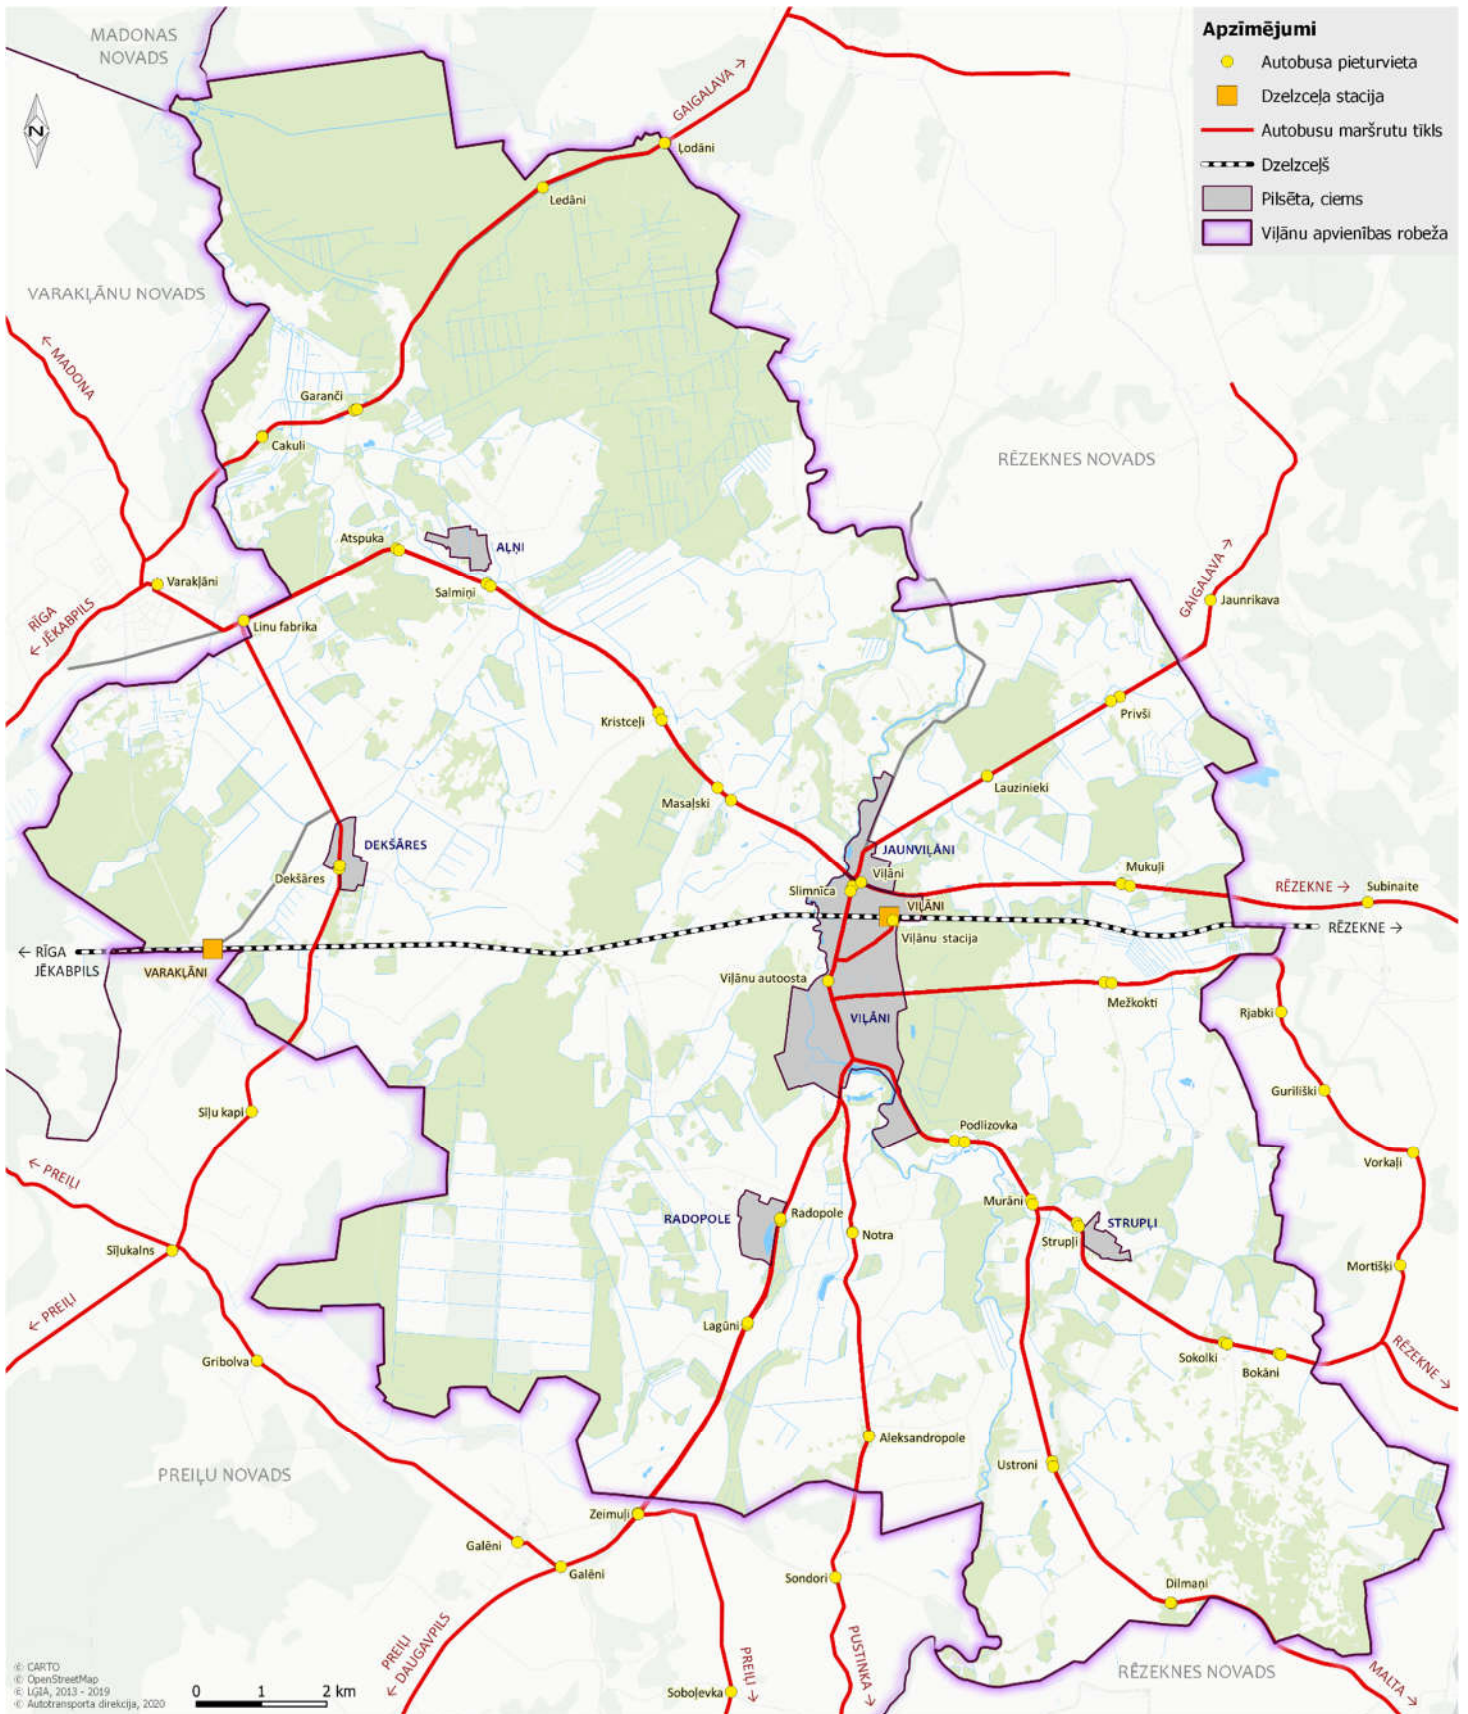 MADONAS
NOVADS
Apzīmējumi
Autobusa pieturvieta
Dzelzceļa stacija
Autobusu maršrutu tīkls
Dzelzceļš
Pilsēta, ciems
Viļānu apvienības robeža
N
GAIGALAVA →
Ļodāni
Ledāni
VARAKĻĀNU NOVADS
← MADONA
Garanči
Cakuli
RĒZEKNES NOVADS
Atspuka
AĻŅI
Varakļāni
Salmiņi
GAIGALAVA →
Jaunrikava
RĪGA
← JĒKABPILS
Linu fabrika
Kristceļi
Privši
Lauzinieki
Masaļski
DEKŠĀRES
JAUNVIĻĀNI
Dekšāres
Viļāni
Slimnīca
Mukuļi
RĒZEKNE →
Subinaite
VIĻĀNI
Viļānu stacija
RĒZEKNE →
← RĪGA
JĒKABPILS
VARAKĻĀNI
Viļānu autoosta
Mežkokti
VIĻĀNI
Rjabki
Guriliški
Sīļu kapi
Podlizovka
Vorkaļi
← PREIĻI
Murāni
RADOPOLE
Radopole
STRUPĻI
Strupļi
Notra
Sīļukalns
Mortišķi
← PREIĻI
Lagūni
Gribolva
Sokolki
Bokāni
RĒZEKNE →
Aleksandropole
Ustroni
PREIĻU NOVADS
Zeimuļi
Galēni
Galēni
Sondori
Dilmaņi
PREIĻI
← DAUGAVPILS
PREIĻI →
PUSTINKA →
RĒZEKNES NOVADS
MALTA →
Soboļevka
© CARTO
© OpenStreetMap
© LĢIA, 2013 - 2019
© Autotransporta direkcija, 2020
0 1 2 km